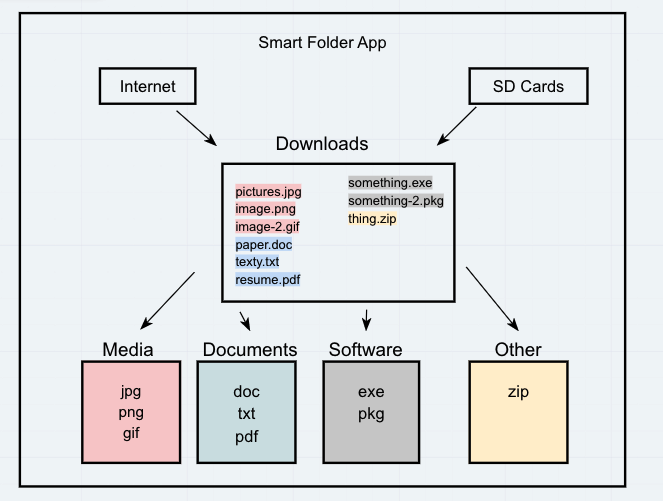 Smart Folder App
Internet
SD Cards
Downloads
pictures.jpg
image.png
image-2.gif
paper.doc
texty.txt
resume.pdf
something.exe
something-2.pkg
thing.zip
Media
jpg
png
gif
Documents
doc
txt
pdf
Software
exe
pkg
Other
zip